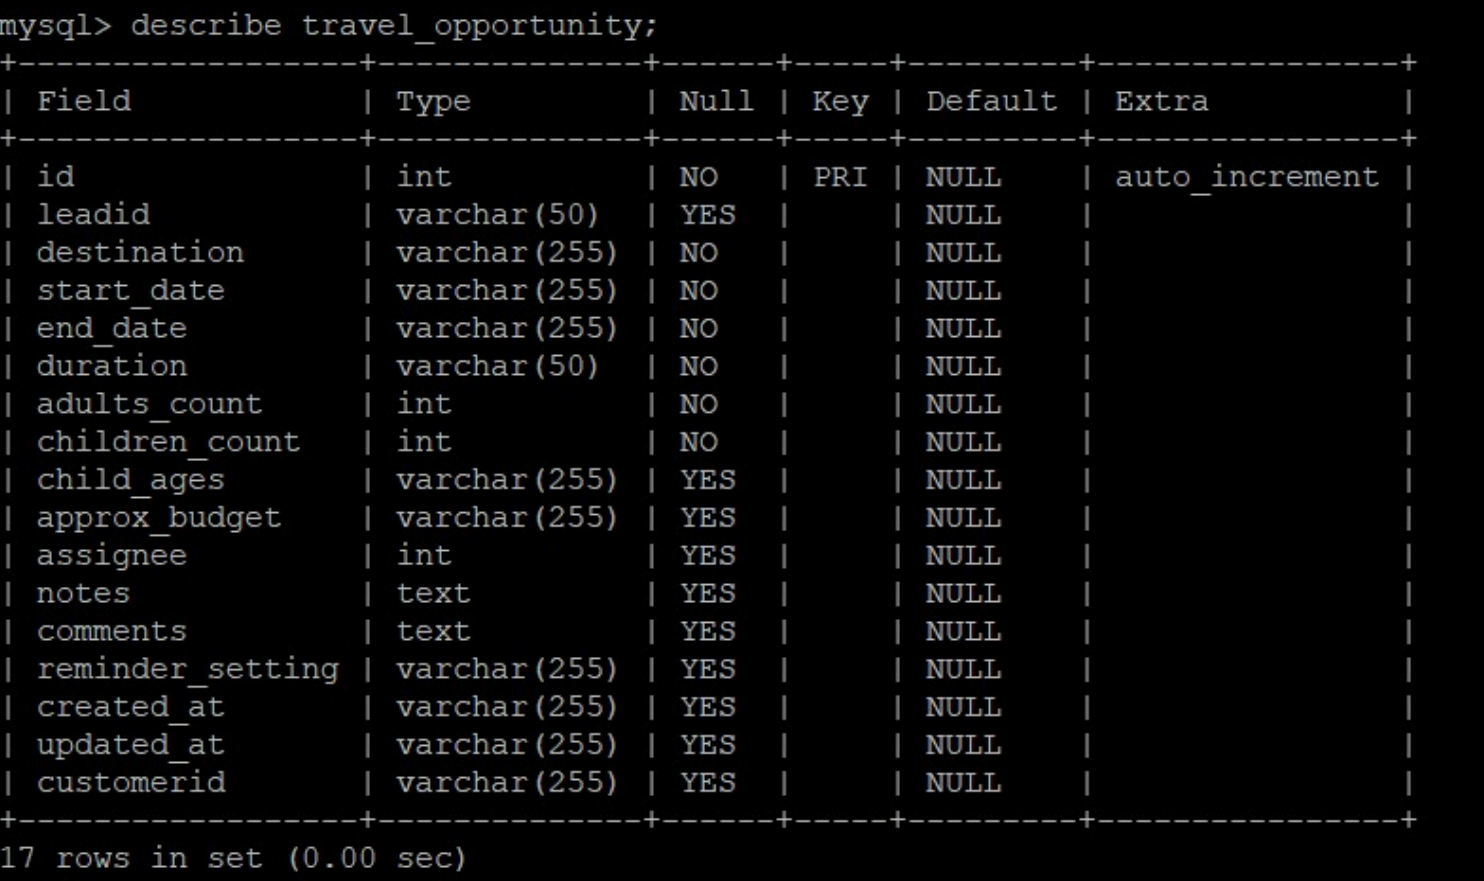 mysql> describe travel_opportunity;
+------------------+--------------+------+-----+---------+----------------+
| Field            | Type         | Null | Key | Default | Extra          |
+------------------+--------------+------+-----+---------+----------------+
| id               | int          | NO   | PRI | NULL    | auto_increment |
| leadid           | varchar(50)  | YES  |     | NULL    |                |
| destination      | varchar(255) | NO   |     | NULL    |                |
| start_date       | varchar(255) | NO   |     | NULL    |                |
| end_date         | varchar(255) | NO   |     | NULL    |                |
| duration         | varchar(50)  | NO   |     | NULL    |                |
| adults_count     | int          | NO   |     | NULL    |                |
| children_count   | int          | NO   |     | NULL    |                |
| child_ages       | varchar(255) | YES  |     | NULL    |                |
| approx_budget    | varchar(255) | YES  |     | NULL    |                |
| assignee         | int          | YES  |     | NULL    |                |
| notes            | text         | YES  |     | NULL    |                |
| comments         | text         | YES  |     | NULL    |                |
| reminder_setting | varchar(255) | YES  |     | NULL    |                |
| created_at       | varchar(255) | YES  |     | NULL    |                |
| updated_at       | varchar(255) | YES  |     | NULL    |                |
| customerid       | varchar(255) | YES  |     | NULL    |                |
+------------------+--------------+------+-----+---------+----------------+
17 rows in set (0.00 sec)